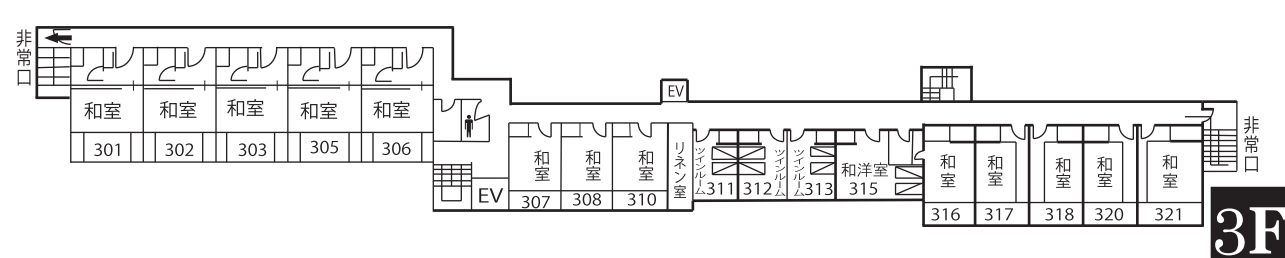 非常口
和室
301
和室
302
和室
303
和室
305
和室
306
EV
EV
和室
307
和室
308
和室
310
リネン室
ツインルーム
311
312
ツインルーム
ツインルーム
313
和洋室
315
和室
316
和室
317
和室
318
和室
320
和室
321
非常口
3F